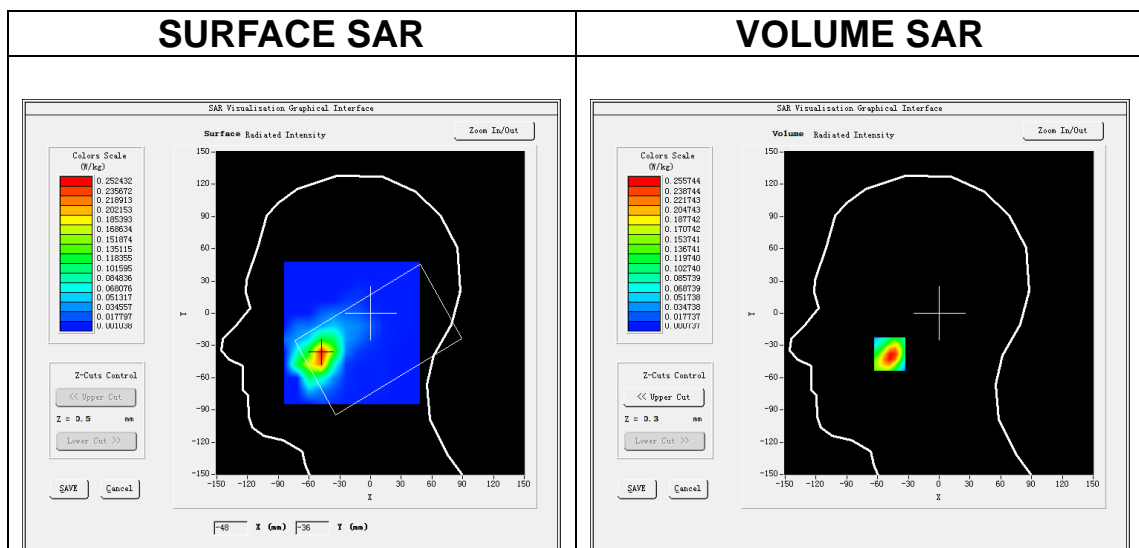 SURFACE SAR
SAR Visualisation Graphical Interface
Surface Radiated Intensity
Zoom In/Out
Colors Scale
(W/kg)
0.252432
0.235672
0.218913
0.202153
0.185393
0.168634
0.151874
0.135115
0.118355
0.101595
0.084836
0.068076
0.051317
0.034557
0.017797
0.001038
Z-Cuts Control
<< Upper Cut
Z = 0.5 mm
Lower Cut >>
SAVE Cancel
150
120
90
60
30
0
-30
-60
-90
-120
-150
Y
-150 -120 -90 -60 -30 0 30 60 90 120 150
X
-48 X (mm) -36 Y (mm)
VOLUME SAR
SAR Visualisation Graphical Interface
Volume Radiated Intensity
Zoom In/Out
Colors Scale
(W/kg)
0.255744
0.238744
0.221743
0.204743
0.187742
0.170742
0.153741
0.136741
0.119740
0.102740
0.085739
0.068739
0.051738
0.034738
0.017737
0.000737
Z-Cuts Control
<< Upper Cut
Z = 0.3 mm
Lower Cut >>
SAVE Cancel
150
120
90
60
30
0
-30
-60
-90
-120
-150
Y
-150 -120 -90 -60 -30 0 30 60 90 120 150
X